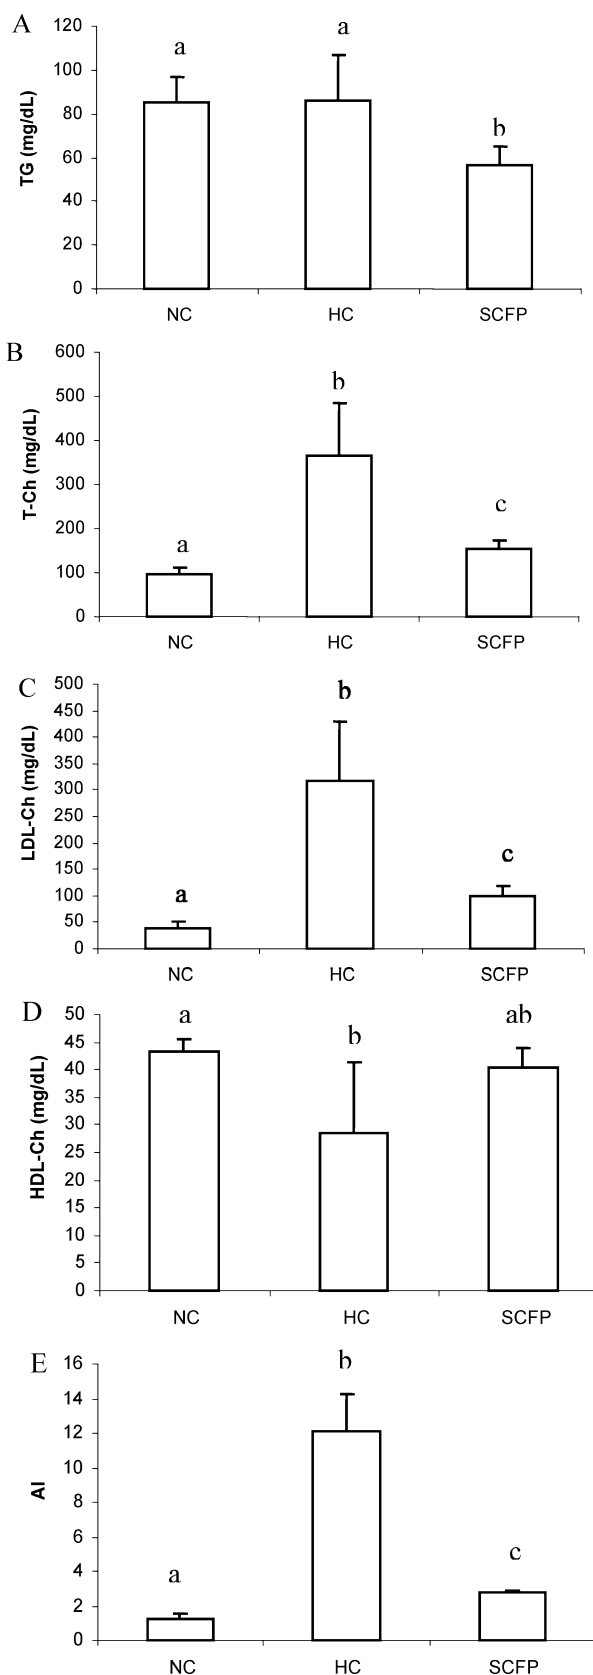 A
TG (mg/dL)
120
100
80
60
40
20
0
a
a
b
NC HC SCFP
B
T-Ch (mg/dL)
600
500
400
300
200
100
0
a
b
c
NC HC SCFP
C
LDL-Ch (mg/dL)
500
450
400
350
300
250
200
150
100
50
0
a
b
c
NC HC SCFP
D
HDL-Ch (mg/dL)
50
45
40
35
30
25
20
15
10
5
0
a
b
ab
NC HC SCFP
E
AI
16
14
12
10
8
6
4
2
0
a
b
c
NC HC SCFP